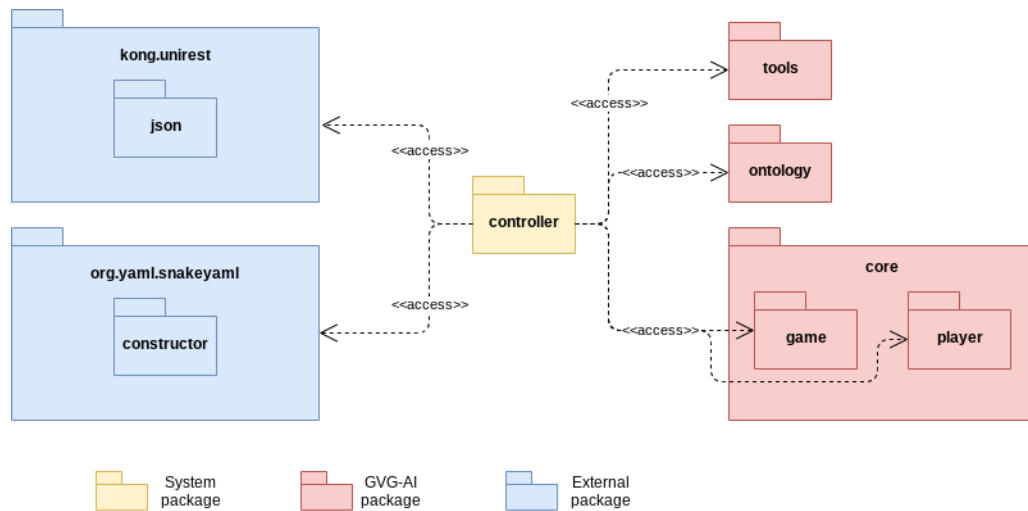 kong.unirest
json
tools
<<access>>
<<access>>
ontology
<<access>>
controller
org.yaml.snakeyaml
core
<<access>>
constructor
<<access>>
game
player
System
package
GVG-AI
package
External
package